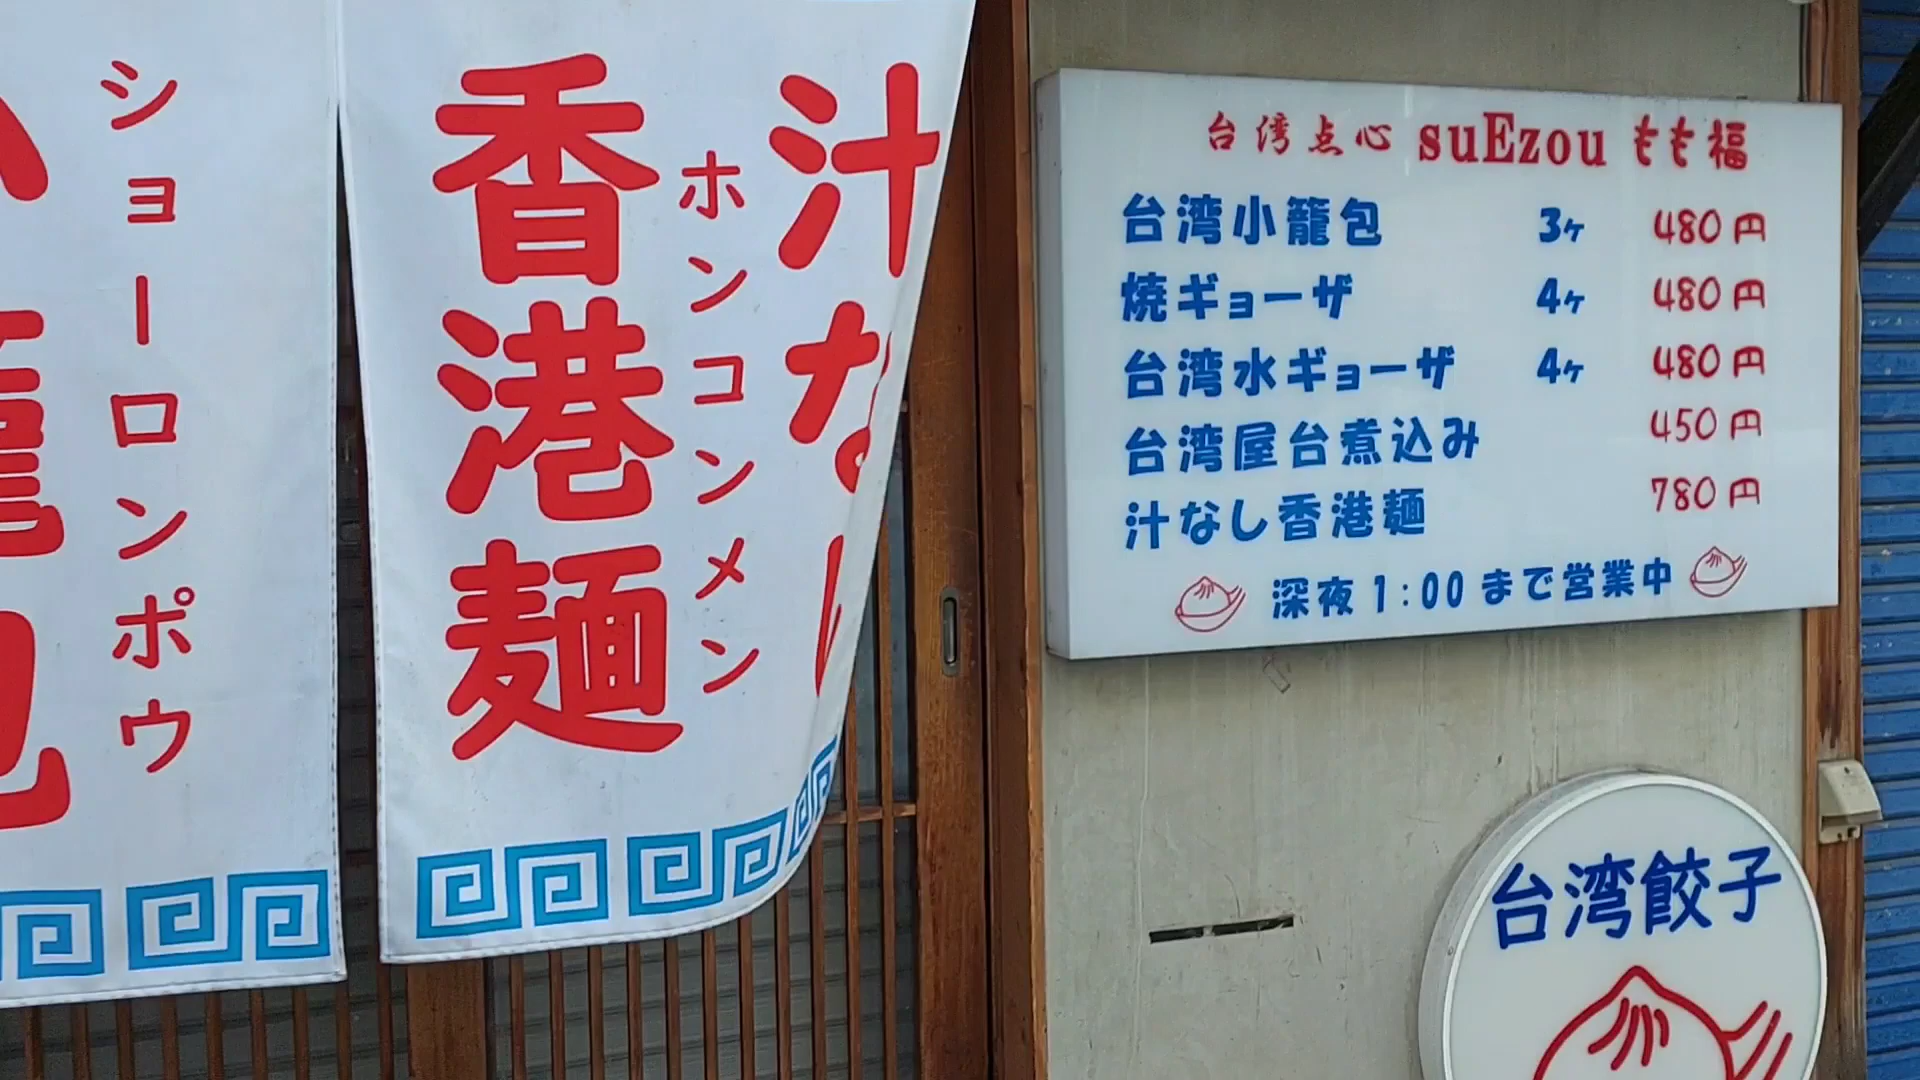 汁なし
香港麺
ホンコンメン
ショーロンポウ
台湾点心 suEzou もも福
台湾小籠包 3ヶ 480円
焼ギョーザ 4ヶ 480円
台湾水ギョーザ 4ヶ 480円
台湾屋台煮込み 450円
汁なし香港麺 780円
深夜1:00まで営業中
台湾餃子